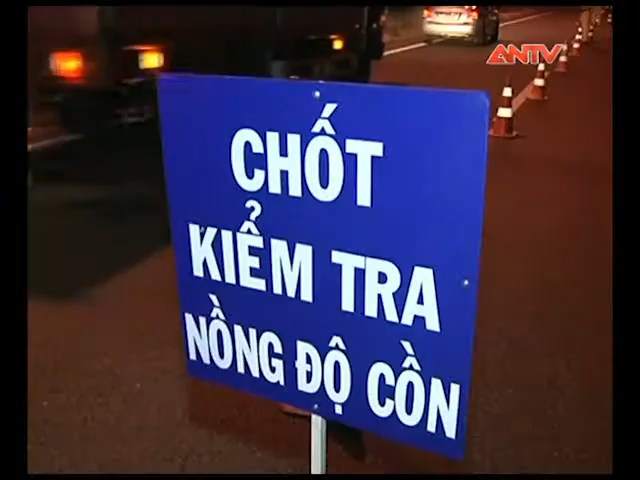 ANTV
CHỐT
KIỂM TRA
NỒNG ĐỘ CỒN